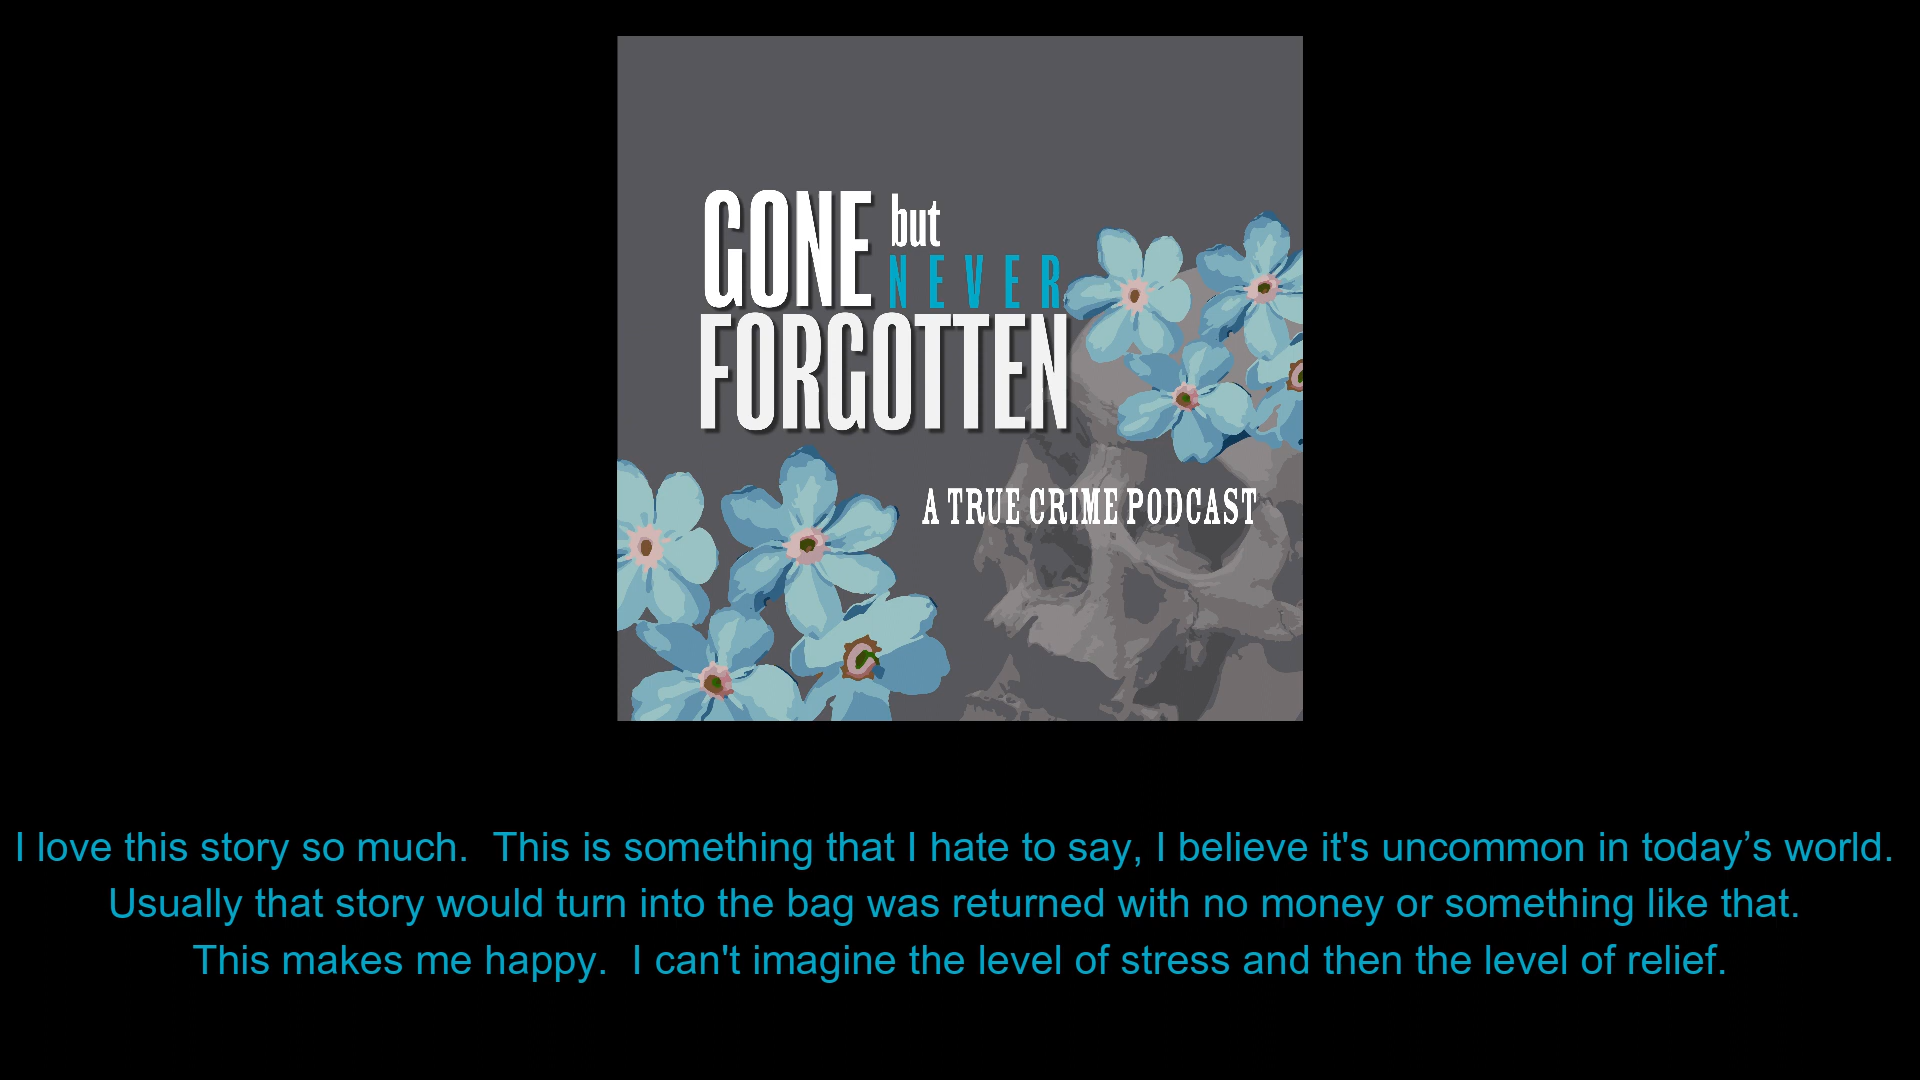 GONE but
NEVER
FORGOTTEN
A TRUE CRIME PODCAST
I love this story so much.  This is something that I hate to say, I believe it's uncommon in today’s world.
Usually that story would turn into the bag was returned with no money or something like that.
This makes me happy.  I can't imagine the level of stress and then the level of relief.